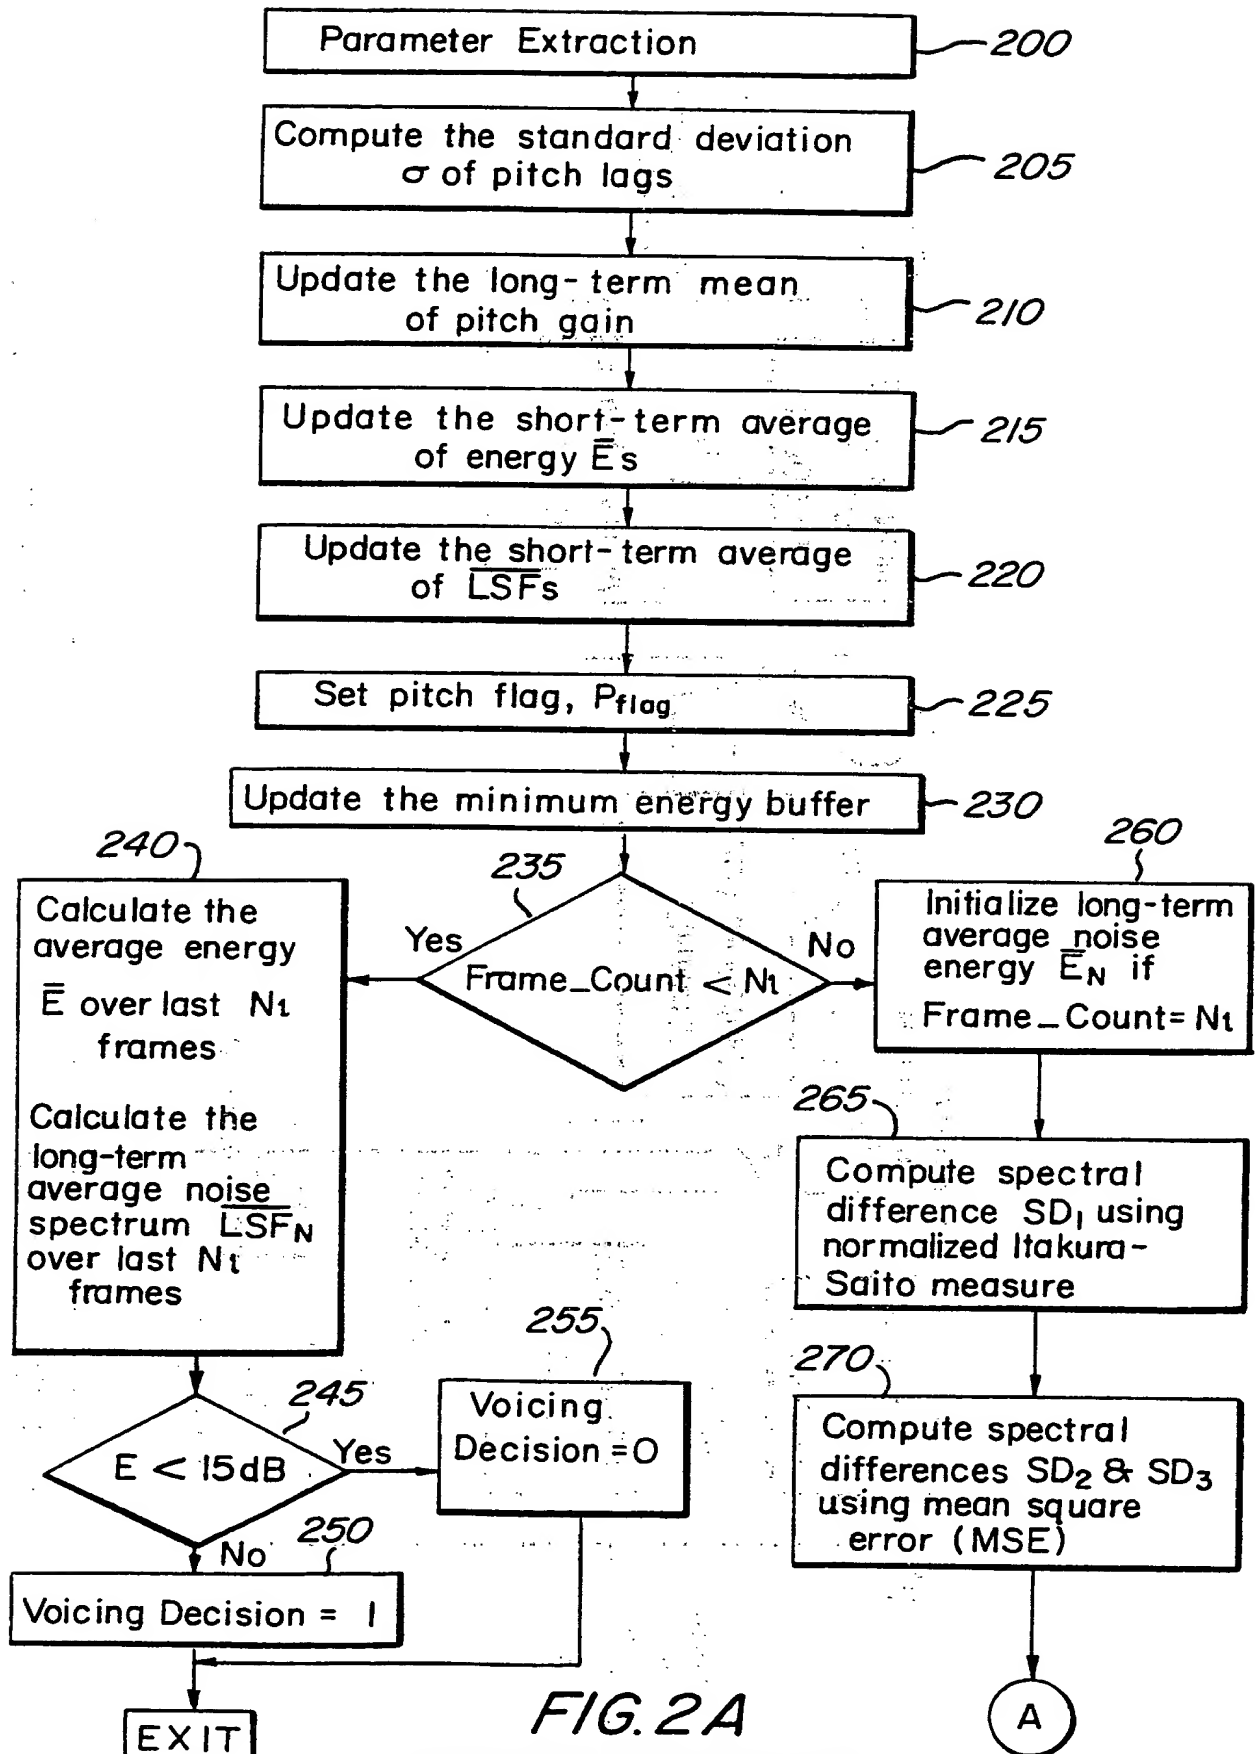 Parameter Extraction
200
Compute the standard deviation
σ of pitch lags
205
Update the long-term mean
of pitch gain
210
Update the short-term average
of energy E̿s
215
Update the short-term average
of L̅S̅F̅s
220
Set pitch flag, Pflag
225
Update the minimum energy buffer
230
240
Calculate the
average energy
E̿ over last N1
frames
Calculate the
long-term
average noise
spectrum L̅S̅F̅N
over last N1
frames
235
Yes
Frame_Count < N1
No
260
Initialize long-term
average noise
energy E̿N if
Frame_Count = N1
265
Compute spectral
difference SD1 using
normalized Itakura-
Saito measure
270
Compute spectral
differences SD2 & SD3
using mean square
error (MSE)
245
E < 15dB
Yes
255
Voicing
Decision = 0
No
250
Voicing Decision = 1
EXIT
FIG. 2A
A